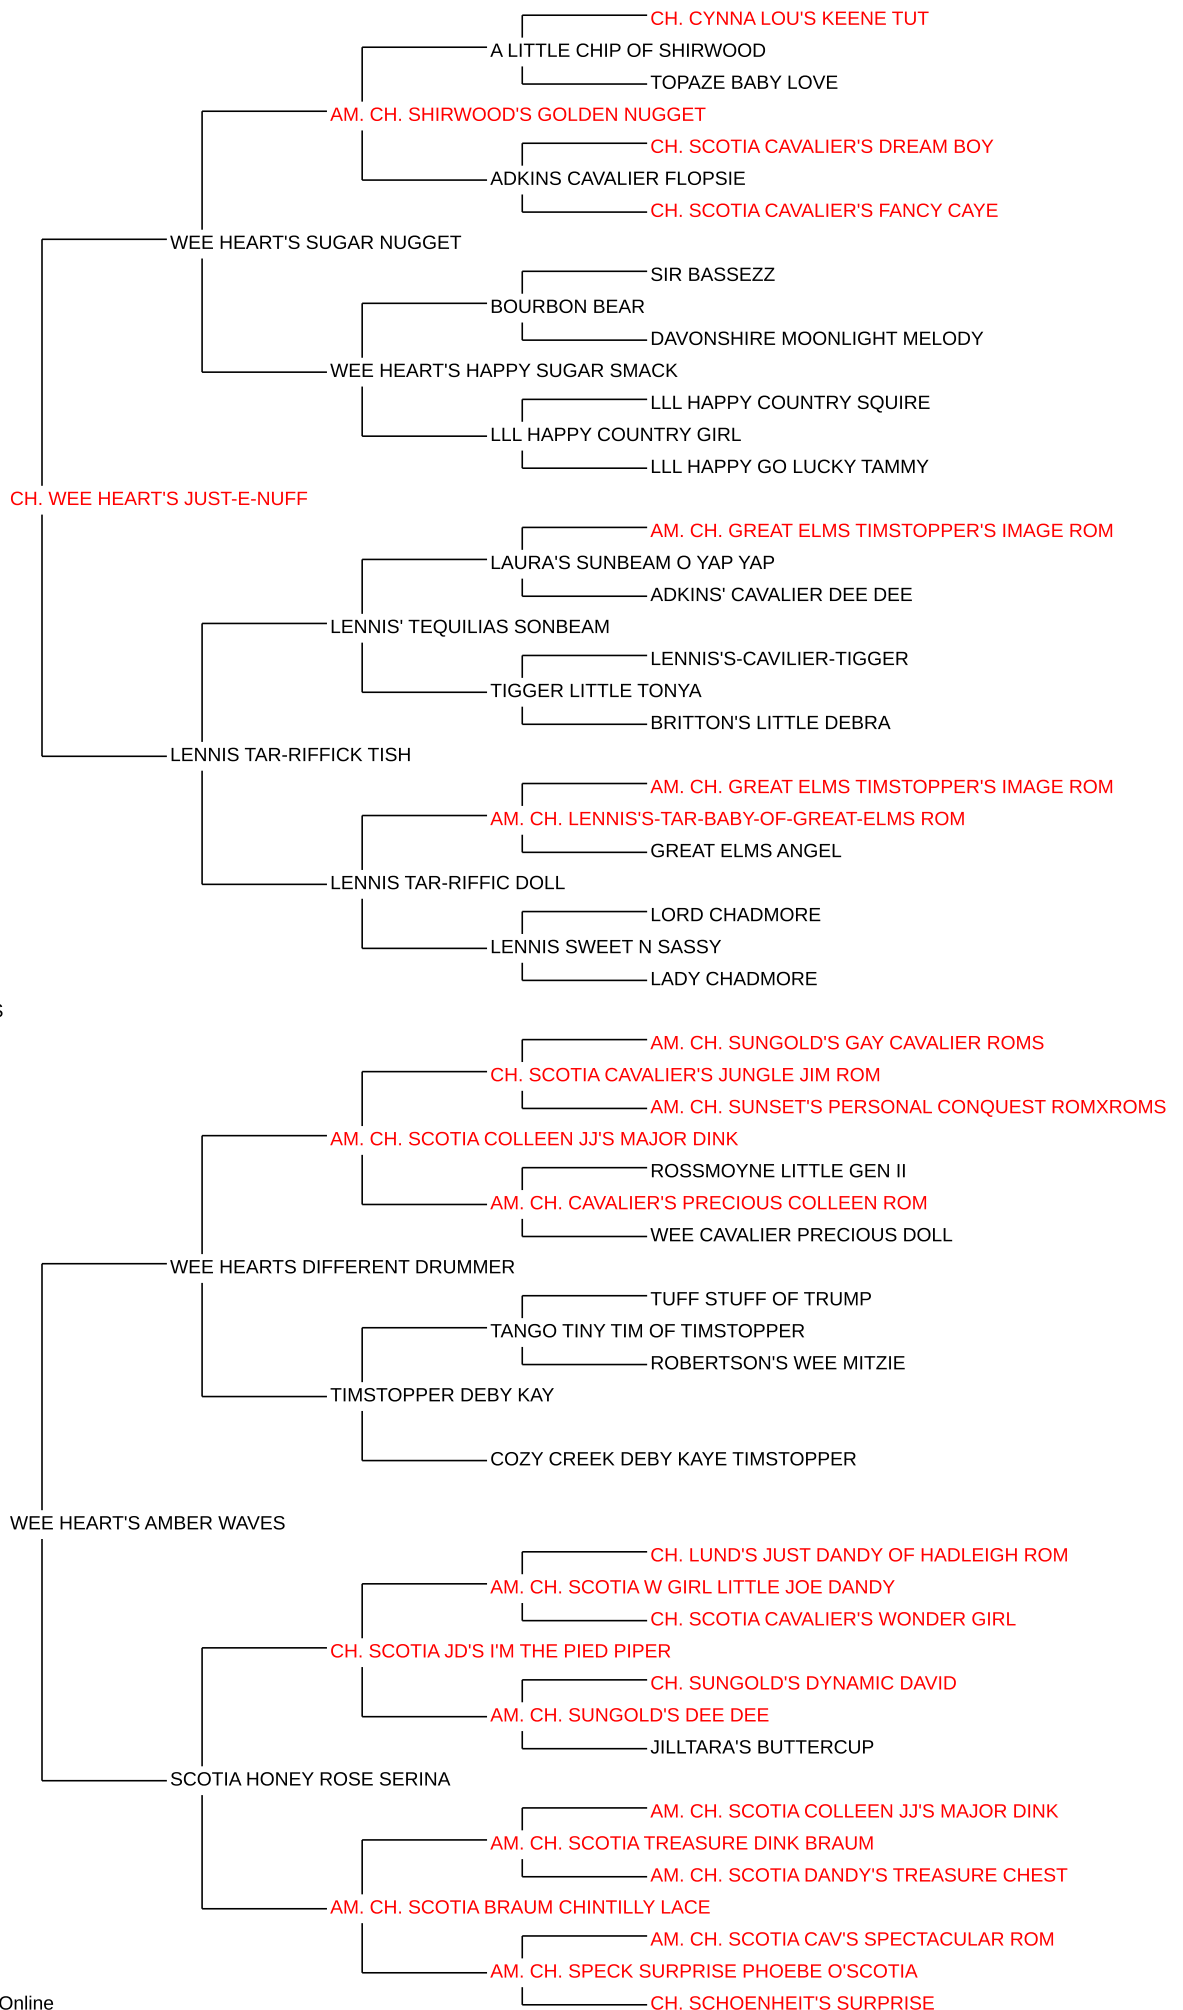 CH. CYNNA LOU'S KEENE TUT
A LITTLE CHIP OF SHIRWOOD
TOPAZE BABY LOVE
AM. CH. SHIRWOOD'S GOLDEN NUGGET
CH. SCOTIA CAVALIER'S DREAM BOY
ADKINS CAVALIER FLOPSIE
CH. SCOTIA CAVALIER'S FANCY CAYE
WEE HEART'S SUGAR NUGGET
SIR BASSEZZ
BOURBON BEAR
DAVONSHIRE MOONLIGHT MELODY
WEE HEART'S HAPPY SUGAR SMACK
LLL HAPPY COUNTRY SQUIRE
LLL HAPPY COUNTRY GIRL
LLL HAPPY GO LUCKY TAMMY
CH. WEE HEART'S JUST-E-NUFF
AM. CH. GREAT ELMS TIMSTOPPER'S IMAGE ROM
LAURA'S SUNBEAM O YAP YAP
ADKINS' CAVALIER DEE DEE
LENNIS' TEQUILIAS SONBEAM
LENNIS'S-CAVILIER-TIGGER
TIGGER LITTLE TONYA
BRITTON'S LITTLE DEBRA
LENNIS TAR-RIFFICK TISH
AM. CH. GREAT ELMS TIMSTOPPER'S IMAGE ROM
AM. CH. LENNIS'S-TAR-BABY-OF-GREAT-ELMS ROM
GREAT ELMS ANGEL
LENNIS TAR-RIFFIC DOLL
LORD CHADMORE
LENNIS SWEET N SASSY
LADY CHADMORE
S
AM. CH. SUNGOLD'S GAY CAVALIER ROMS
CH. SCOTIA CAVALIER'S JUNGLE JIM ROM
AM. CH. SUNSET'S PERSONAL CONQUEST ROMXROMS
AM. CH. SCOTIA COLLEEN JJ'S MAJOR DINK
ROSSMOYNE LITTLE GEN II
AM. CH. CAVALIER'S PRECIOUS COLLEEN ROM
WEE CAVALIER PRECIOUS DOLL
WEE HEARTS DIFFERENT DRUMMER
TUFF STUFF OF TRUMP
TANGO TINY TIM OF TIMSTOPPER
ROBERTSON'S WEE MITZIE
TIMSTOPPER DEBY KAY
COZY CREEK DEBY KAYE TIMSTOPPER
WEE HEART'S AMBER WAVES
CH. LUND'S JUST DANDY OF HADLEIGH ROM
AM. CH. SCOTIA W GIRL LITTLE JOE DANDY
CH. SCOTIA CAVALIER'S WONDER GIRL
CH. SCOTIA JD'S I'M THE PIED PIPER
CH. SUNGOLD'S DYNAMIC DAVID
AM. CH. SUNGOLD'S DEE DEE
JILLTARA'S BUTTERCUP
SCOTIA HONEY ROSE SERINA
AM. CH. SCOTIA COLLEEN JJ'S MAJOR DINK
AM. CH. SCOTIA TREASURE DINK BRAUM
AM. CH. SCOTIA DANDY'S TREASURE CHEST
AM. CH. SCOTIA BRAUM CHINTILLY LACE
AM. CH. SCOTIA CAV'S SPECTACULAR ROM
AM. CH. SPECK SURPRISE PHOEBE O'SCOTIA
CH. SCHOENHEIT'S SURPRISE
Online